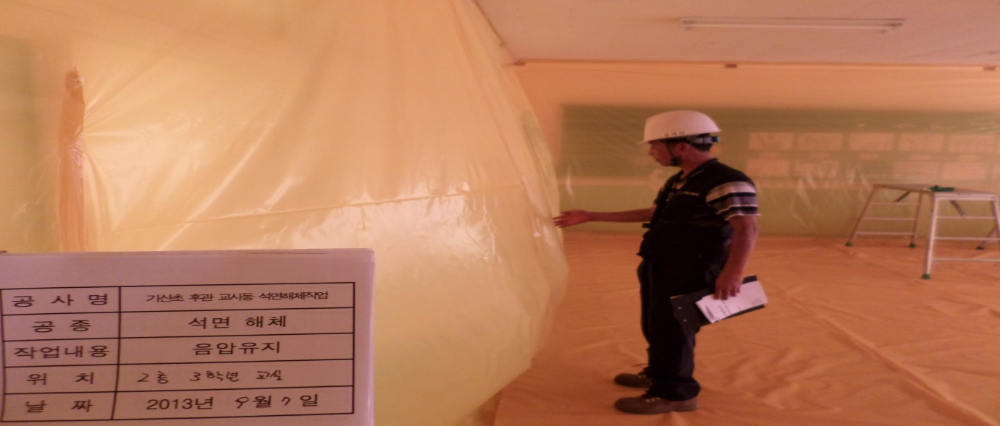 공 사 명 가산초 후관 교사동 석면해체작업
공 종 석면 해체
작업내용 음압유지
위 치 2층 3학년 교실
날 짜 2013년 9월 7일